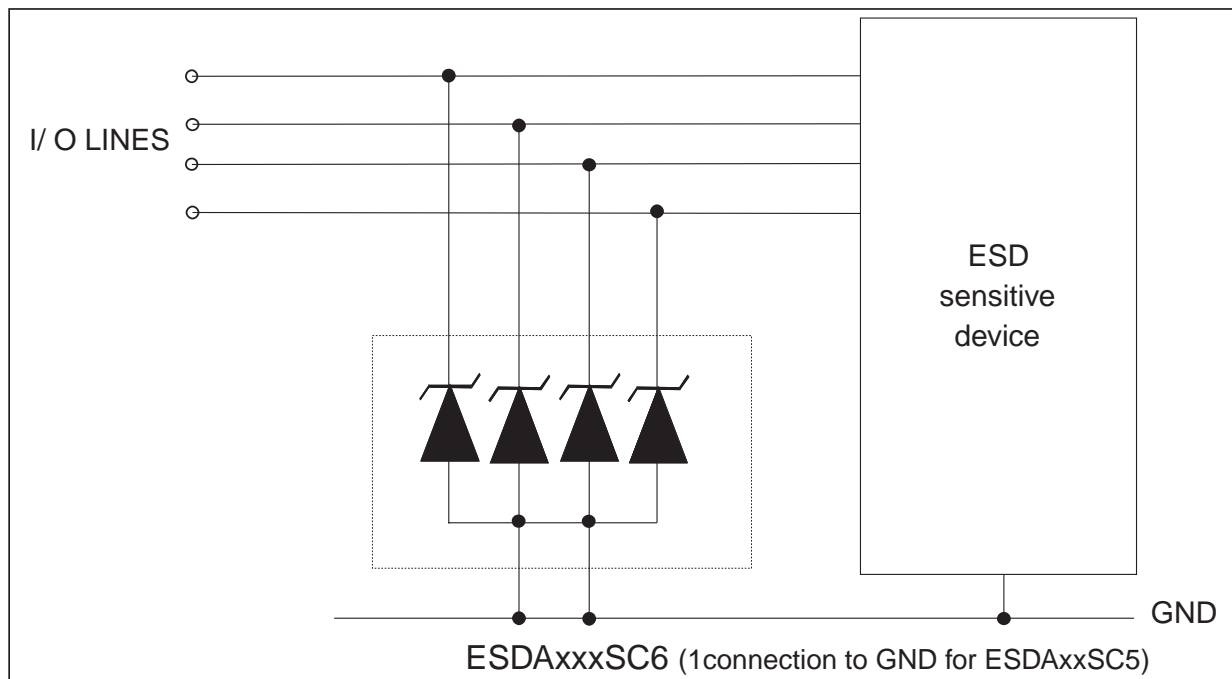 I/ O LINES
ESD
sensitive
device
GND
ESDAxxxSC6 (1connection to GND for ESDAxxSC5)